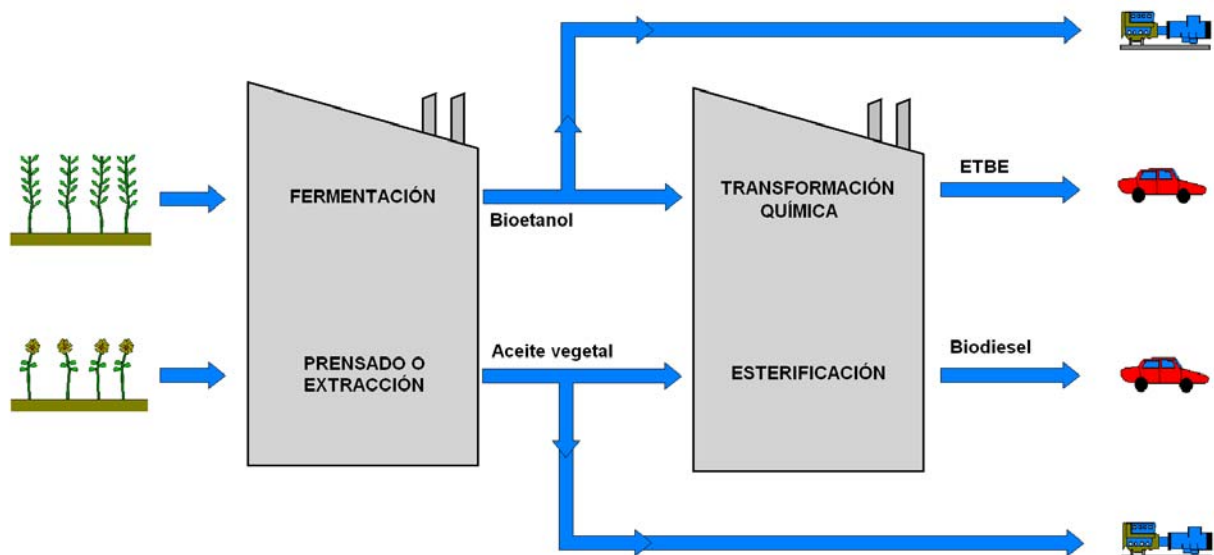 FERMENTACIÓN
Bioetanol
TRANSFORMACIÓN
QUÍMICA
ETBE
PRENSADO O
EXTRACCIÓN
Aceite vegetal
ESTERIFICACIÓN
Biodiesel